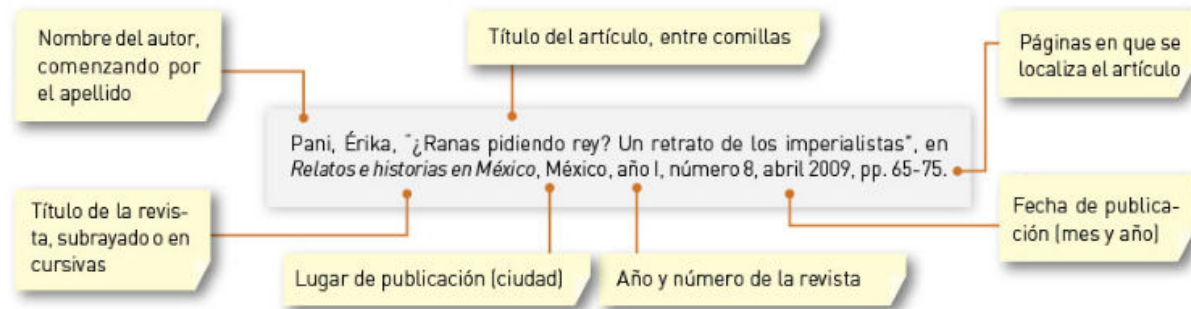 Nombre del autor,
comenzando por
el apellido
Título del artículo, entre comillas
Páginas en que se
localiza el artículo
Pani, Érika, "¿Ranas pidiendo rey? Un retrato de los imperialistas", en
Relatos e historias en México, México, año I, número 8, abril 2009, pp. 65-75.
Título de la revis-
ta, subrayado o en
cursivas
Lugar de publicación (ciudad)
Año y número de la revista
Fecha de publica-
ción (mes y año)